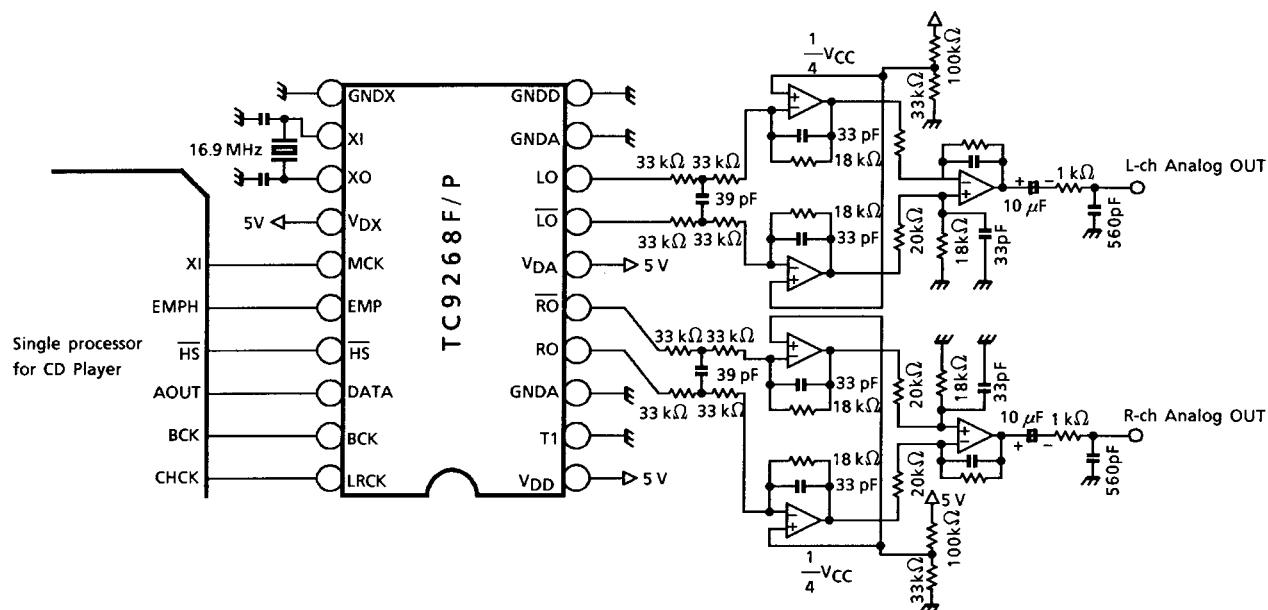 Single processor
for CD Player
XI
EMPH
HS
AOUT
BCK
CHCK
16.9 MHz
5V
GNDX
XI
XO
VDX
MCK
EMP
HS
DATA
BCK
LRCK
TC9268F/P
GNDD
GNDA
LO
LO
VDA
RO
RO
GNDA
T1
VDD
5 V
5 V
33 kΩ 33 kΩ
39 pF
33 kΩ 33 kΩ
1/4 VCC
33 pF
18 kΩ
18 kΩ
33 pF
33kΩ
100kΩ
20kΩ
18kΩ
33pF
10 μF
+ −
1 kΩ
560pF
L-ch Analog OUT
33 kΩ 33 kΩ
39 pF
33 kΩ 33 kΩ
33 pF
18 kΩ
18 kΩ
33 pF
1/4 VCC
20kΩ
20kΩ
18kΩ
33pF
10 μF
+ −
1 kΩ
560pF
R-ch Analog OUT
5 V
100kΩ
33kΩ